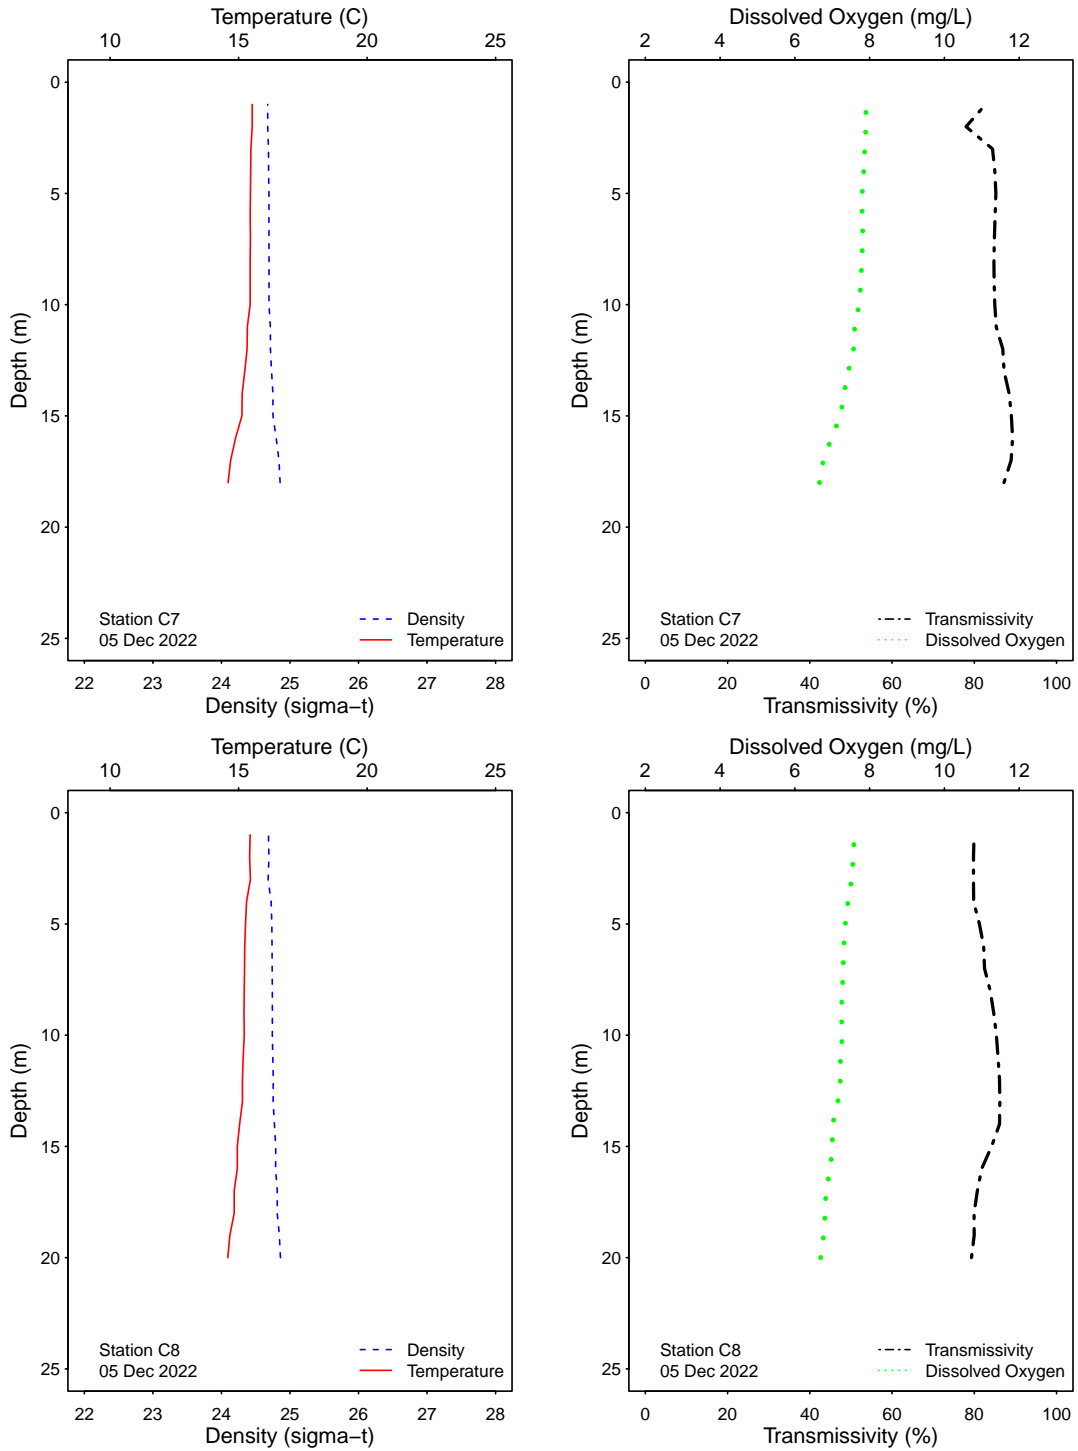 Temperature (C)
10 15 20 25
0
5
10
15
20
25
Depth (m)
Station C7
05 Dec 2022
Density
Temperature
22 23 24 25 26 27 28
Density (sigma−t)
Dissolved Oxygen (mg/L)
2 4 6 8 10 12
0
5
10
15
20
25
Depth (m)
Station C7
05 Dec 2022
Transmissivity
Dissolved Oxygen
0 20 40 60 80 100
Transmissivity (%)
Temperature (C)
10 15 20 25
0
5
10
15
20
25
Depth (m)
Station C8
05 Dec 2022
Density
Temperature
22 23 24 25 26 27 28
Density (sigma−t)
Dissolved Oxygen (mg/L)
2 4 6 8 10 12
0
5
10
15
20
25
Depth (m)
Station C8
05 Dec 2022
Transmissivity
Dissolved Oxygen
0 20 40 60 80 100
Transmissivity (%)